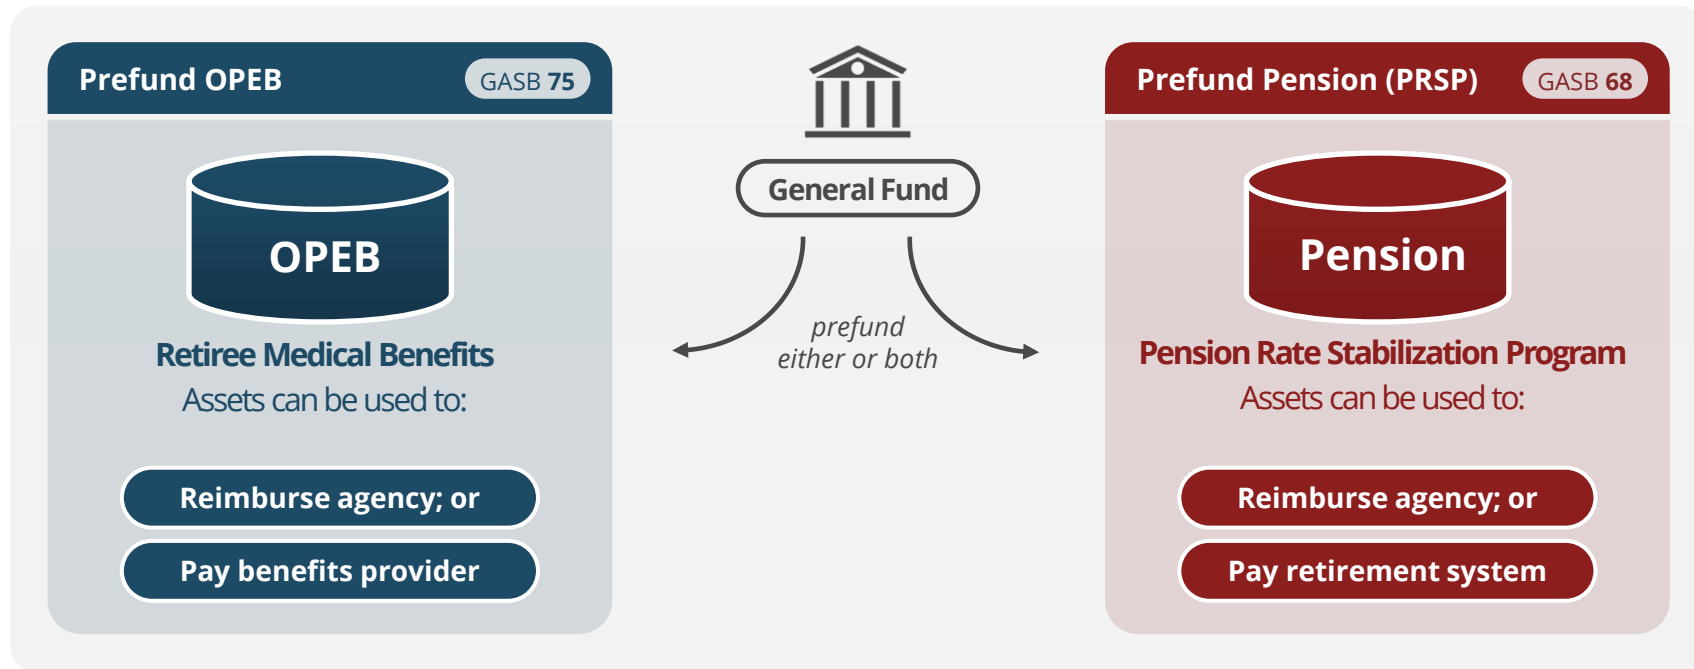 Prefund OPEB
GASB 75
OPEB
Retiree Medical Benefits
Assets can be used to:
Reimburse agency; or
Pay benefits provider
General Fund
prefund
either or both
Prefund Pension (PRSP)
GASB 68
Pension
Pension Rate Stabilization Program
Assets can be used to:
Reimburse agency; or
Pay retirement system